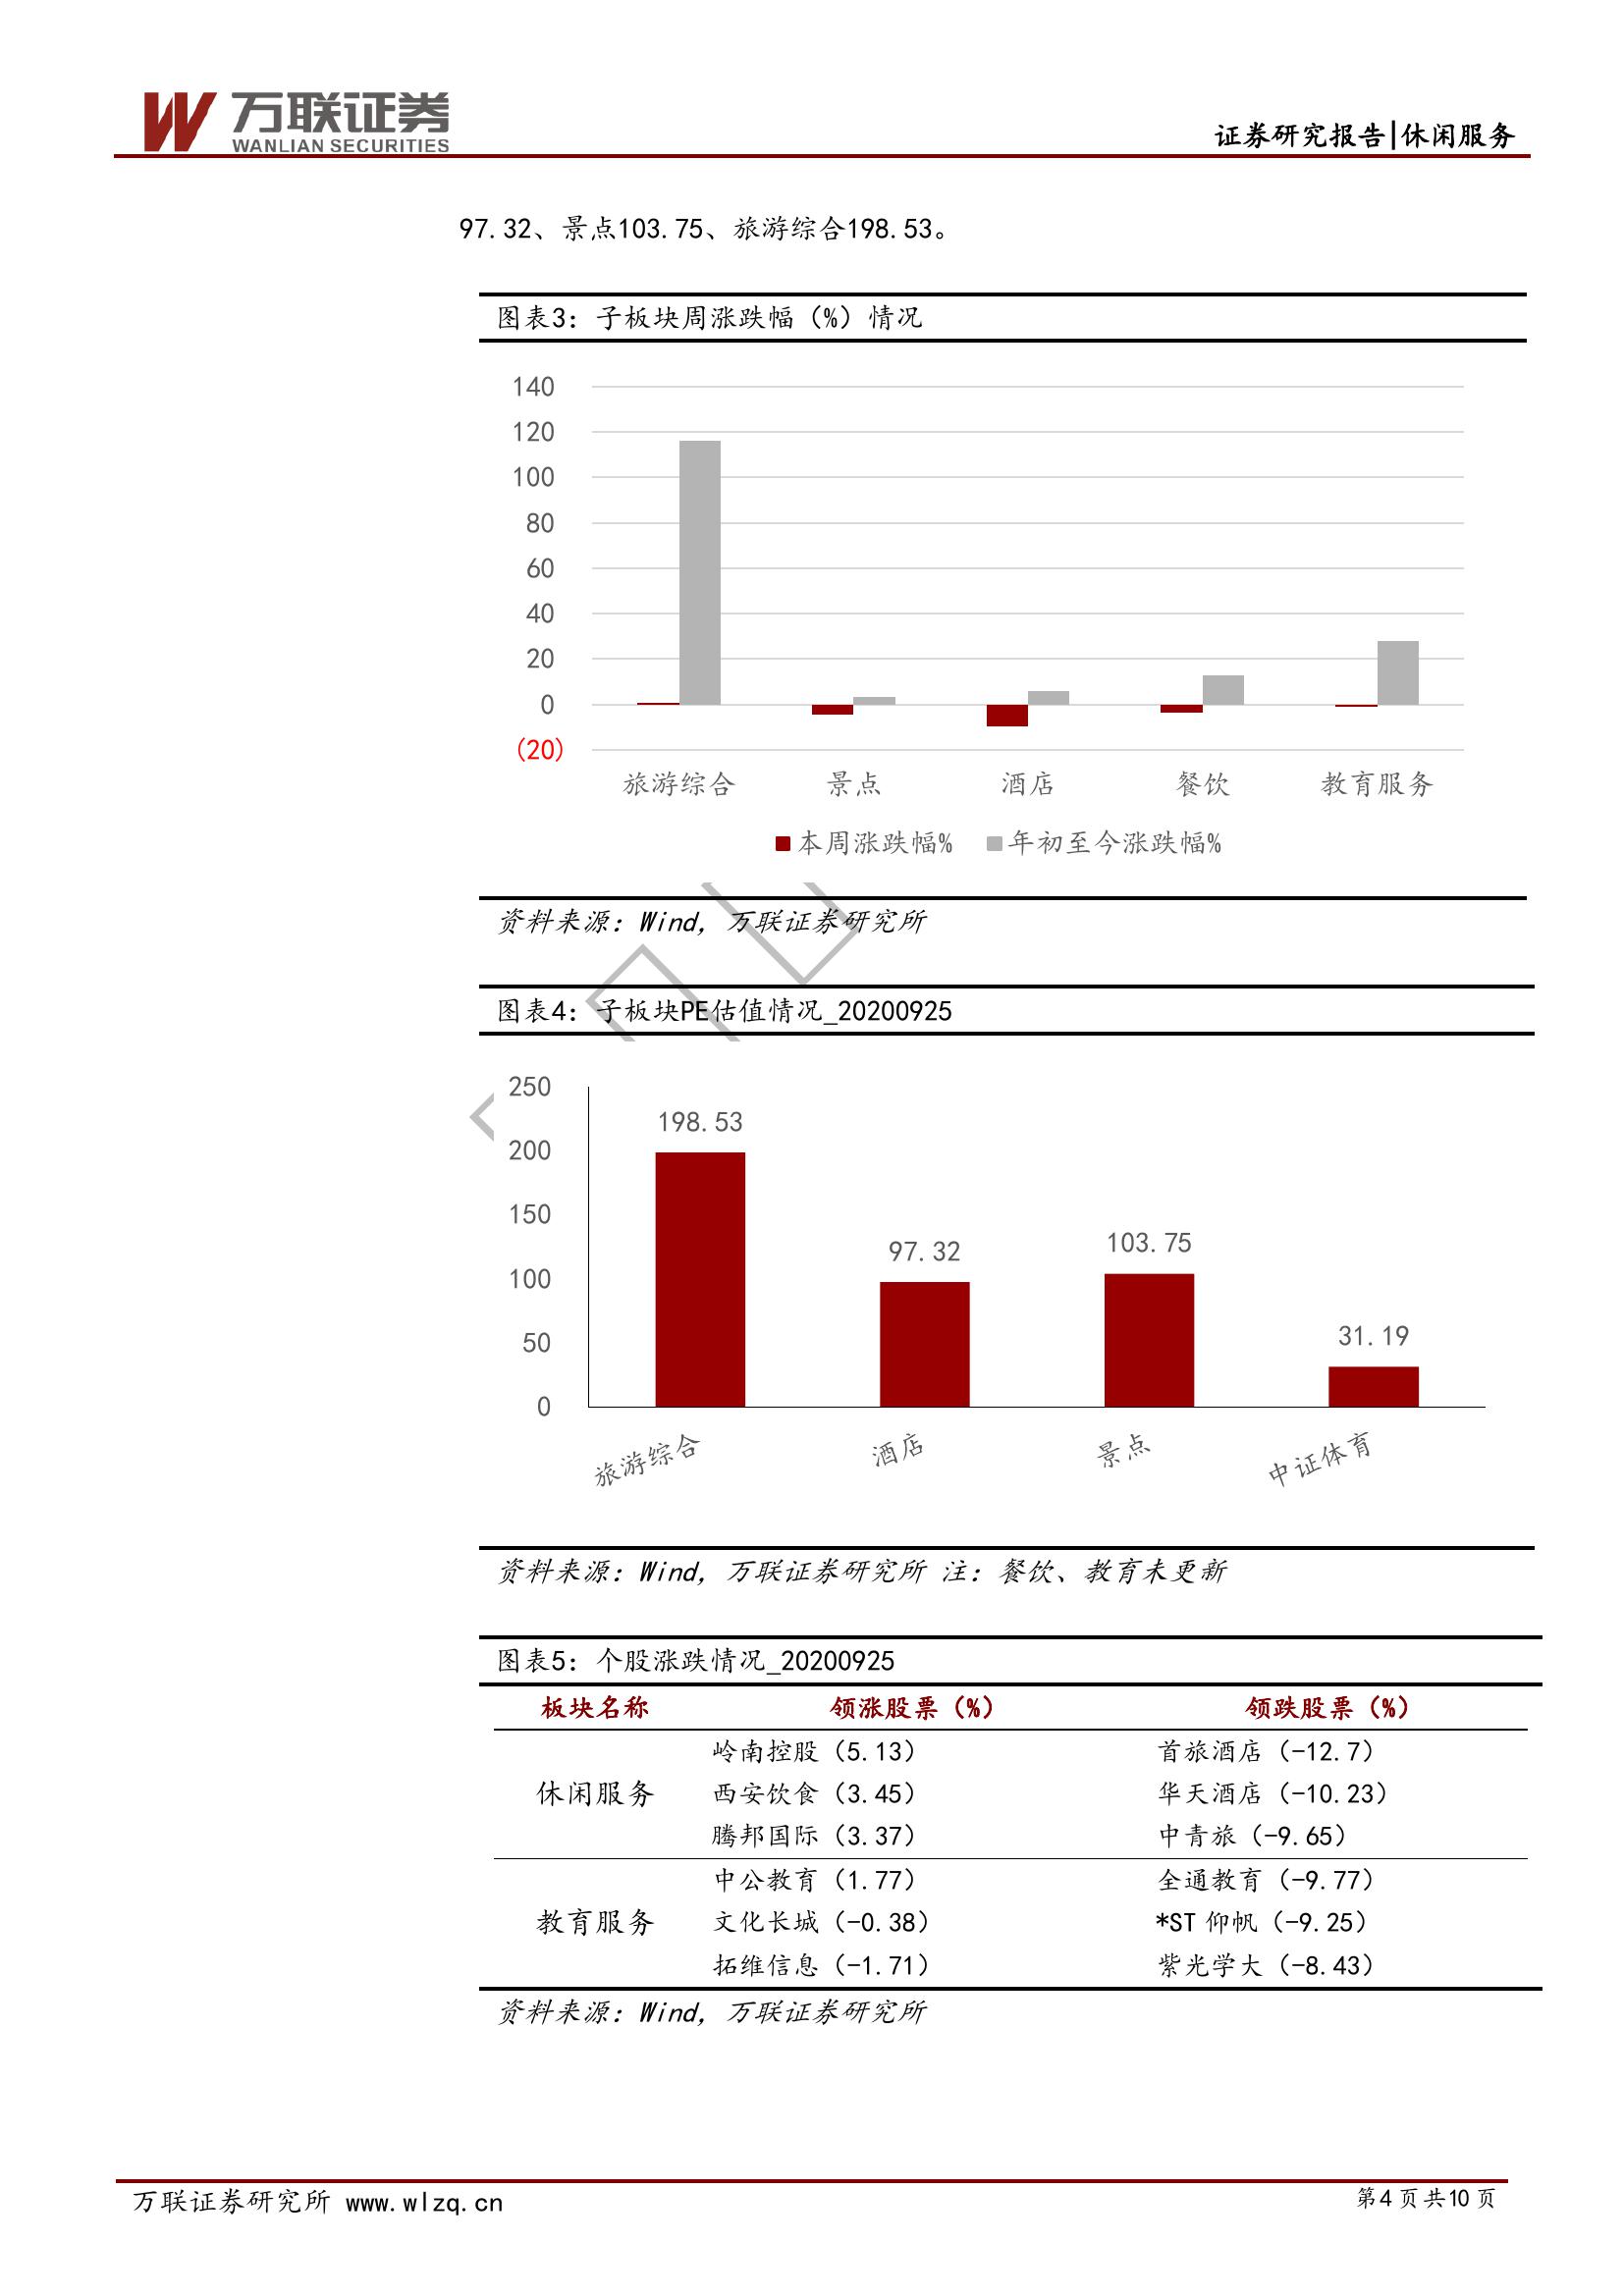 万联证券
WANLIAN SECURITIES
证券研究报告|休闲服务
97.32、景点103.75、旅游综合198.53。
图表3：子板块周涨跌幅（%）情况
140
120
100
80
60
40
20
0
(20)
旅游综合 景点 酒店 餐饮 教育服务
本周涨跌幅% 年初至今涨跌幅%
资料来源：Wind，万联证券研究所
图表4：子板块PE估值情况_20200925
250
200
150
100
50
0
198.53
97.32
103.75
31.19
旅游综合 酒店 景点 中证体育
资料来源：Wind，万联证券研究所 注：餐饮、教育未更新
图表5：个股涨跌情况_20200925
板块名称 领涨股票（%） 领跌股票（%）
岭南控股（5.13） 首旅酒店（-12.7）
休闲服务 西安饮食（3.45） 华天酒店（-10.23）
腾邦国际（3.37） 中青旅（-9.65）
中公教育（1.77） 全通教育（-9.77）
教育服务 文化长城（-0.38） *ST 仰帆（-9.25）
拓维信息（-1.71） 紫光学大（-8.43）
资料来源：Wind，万联证券研究所
万联证券研究所 www.wlzq.cn 第4页共10页